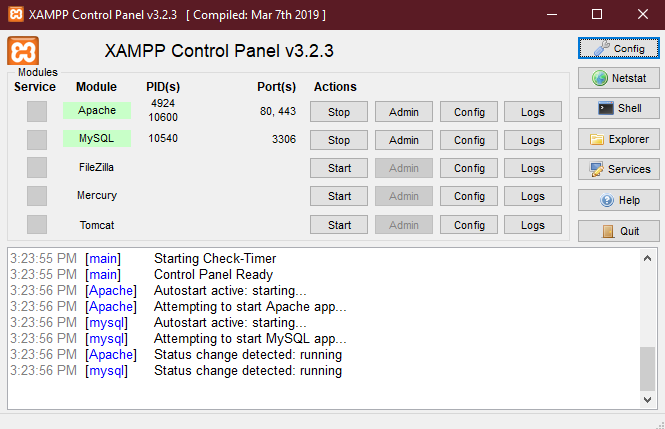 XAMPP Control Panel v3.2.3 [ Compiled: Mar 7th 2019 ]
XAMPP Control Panel v3.2.3
Config
Modules
Service Module PID(s) Port(s) Actions
Netstat
Apache 4924 10600 80, 443 Stop Admin Config Logs
Shell
MySQL 10540 3306 Stop Admin Config Logs
Explorer
FileZilla Start Admin Config Logs
Services
Mercury Start Admin Config Logs
Help
Tomcat Start Admin Config Logs
Quit
3:23:55 PM [main] Starting Check-Timer
3:23:55 PM [main] Control Panel Ready
3:23:56 PM [Apache] Autostart active: starting...
3:23:56 PM [Apache] Attempting to start Apache app...
3:23:56 PM [mysql] Autostart active: starting...
3:23:56 PM [mysql] Attempting to start MySQL app...
3:23:56 PM [Apache] Status change detected: running
3:23:56 PM [mysql] Status change detected: running